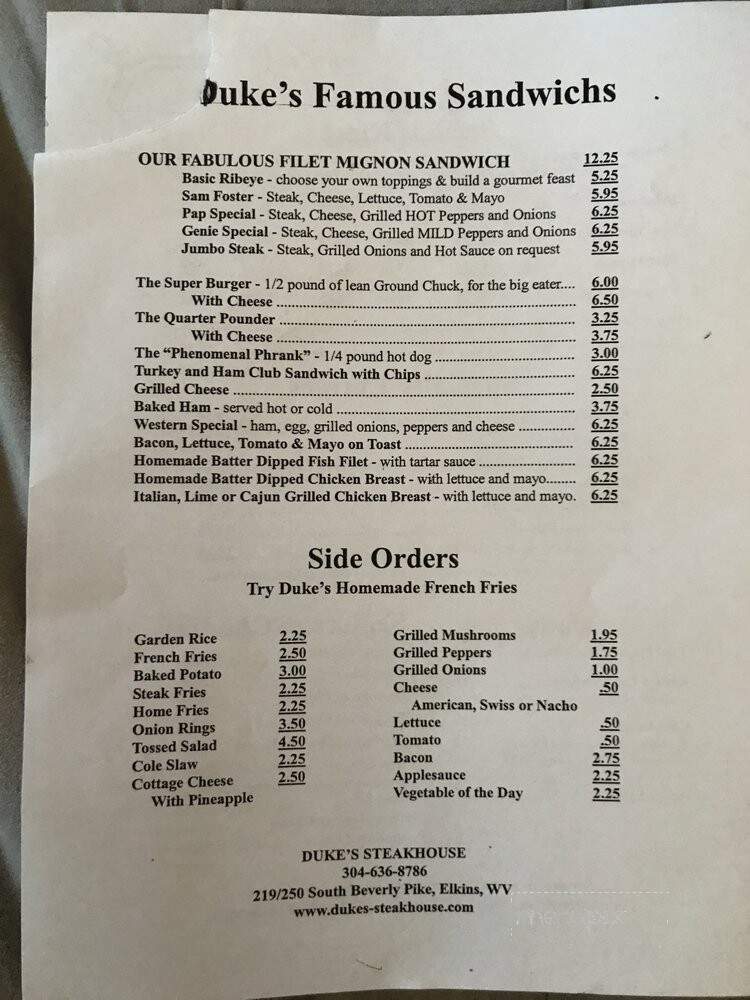 Duke's Famous Sandwichs
OUR FABULOUS FILET MIGNON SANDWICH 12.25
Basic Ribeye - choose your own toppings & build a gourmet feast 5.25
Sam Foster - Steak, Cheese, Lettuce, Tomato & Mayo 5.95
Pap Special - Steak, Cheese, Grilled HOT Peppers and Onions 6.25
Genie Special - Steak, Cheese, Grilled MILD Peppers and Onions 6.25
Jumbo Steak - Steak, Grilled Onions and Hot Sauce on request 5.95
The Super Burger - 1/2 pound of lean Ground Chuck, for the big eater.... 6.00
With Cheese ........................................................................ 6.50
The Quarter Pounder ........................................................................ 3.25
With Cheese ........................................................................ 3.75
The "Phenomenal Phrank" - 1/4 pound hot dog .................................. 3.00
Turkey and Ham Club Sandwich with Chips .................................... 6.25
Grilled Cheese .................................................................................. 2.50
Baked Ham - served hot or cold ......................................................... 3.75
Western Special - ham, egg, grilled onions, peppers and cheese .............. 6.25
Bacon, Lettuce, Tomato & Mayo on Toast ......................................... 6.25
Homemade Batter Dipped Fish Filet - with tartar sauce ....................... 6.25
Homemade Batter Dipped Chicken Breast - with lettuce and mayo........ 6.25
Italian, Lime or Cajun Grilled Chicken Breast - with lettuce and mayo. 6.25
Side Orders
Try Duke's Homemade French Fries
Garden Rice 2.25
French Fries 2.50
Baked Potato 3.00
Steak Fries 2.25
Home Fries 2.25
Onion Rings 3.50
Tossed Salad 4.50
Cole Slaw 2.25
Cottage Cheese 2.50
With Pineapple
Grilled Mushrooms 1.95
Grilled Peppers 1.75
Grilled Onions 1.00
Cheese .50
American, Swiss or Nacho
Lettuce .50
Tomato .50
Bacon 2.75
Applesauce 2.25
Vegetable of the Day 2.25
DUKE'S STEAKHOUSE
304-636-8786
219/250 South Beverly Pike, Elkins, WV
www.dukes-steakhouse.com